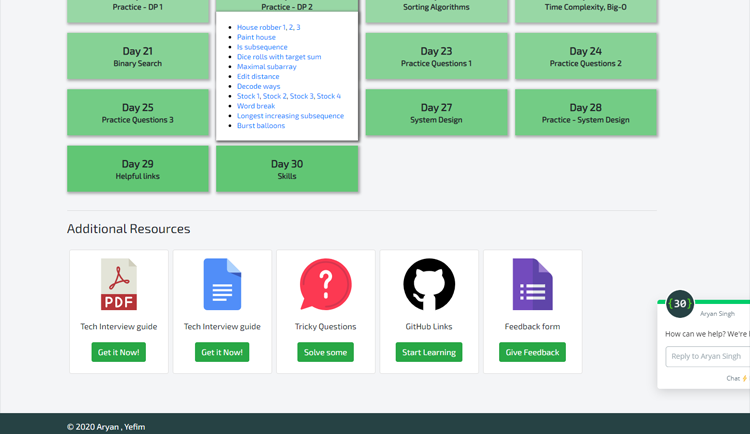 Practice - DP 1
Practice - DP 2
Sorting Algorithms
Time Complexity, Big-O
Day 21
Binary Search
House robber 1, 2, 3
Paint house
Is subsequence
Dice rolls with target sum
Maximal subarray
Edit distance
Decode ways
Stock 1, Stock 2, Stock 3, Stock 4
Word break
Longest increasing subsequence
Burst balloons
Day 23
Practice Questions 1
Day 24
Practice Questions 2
Day 25
Practice Questions 3
Day 27
System Design
Day 28
Practice - System Design
Day 29
Helpful links
Day 30
Skills
Additional Resources
PDF
Tech Interview guide
Get it Now!
Tech Interview guide
Get it Now!
?
Tricky Questions
Solve some
GitHub Links
Start Learning
Feedback form
Give Feedback
{30}
Aryan Singh
How can we help? We're
Reply to Aryan Singh
Chat
© 2020 Aryan , Yefim